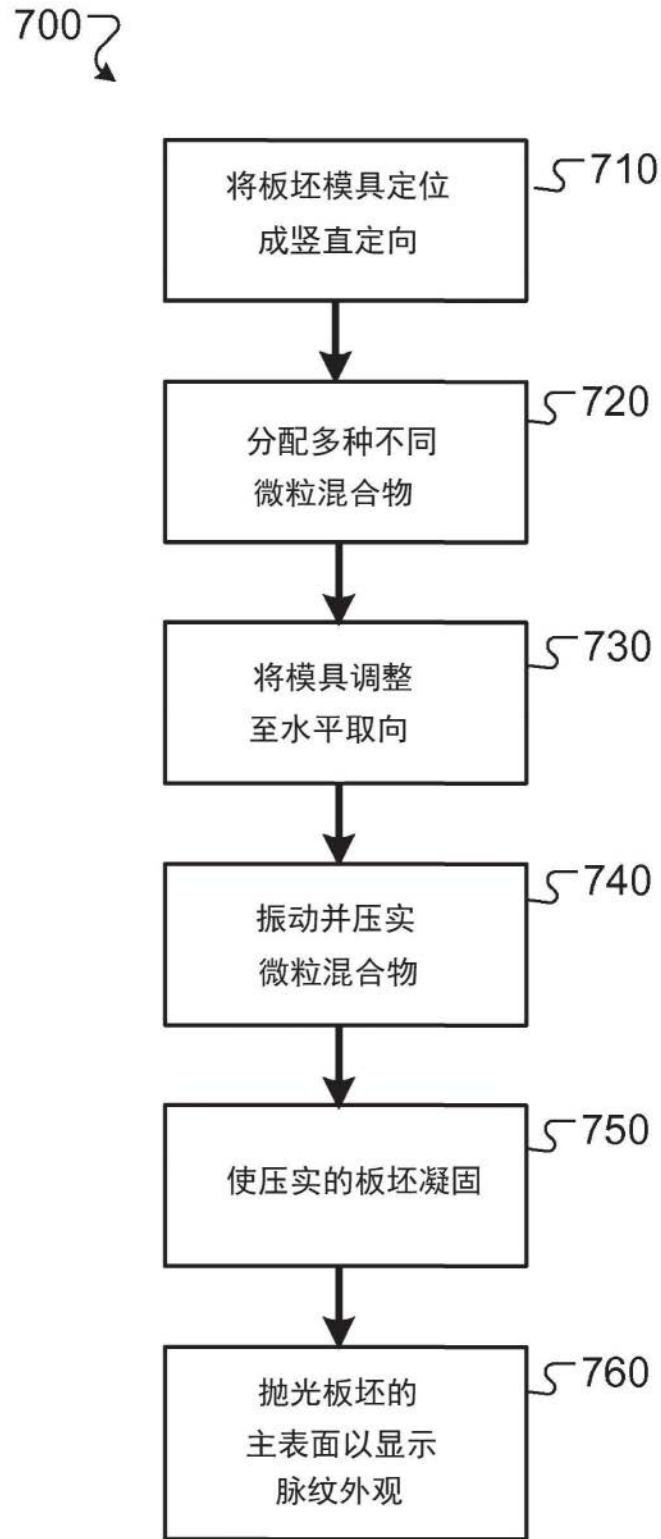 700
将板坯模具定位
成竖直定向
710
分配多种不同
微粒混合物
720
将模具调整
至水平取向
730
振动并压实
微粒混合物
740
使压实的板坯凝固
750
抛光板坯的
主表面以显示
脉纹外观
760